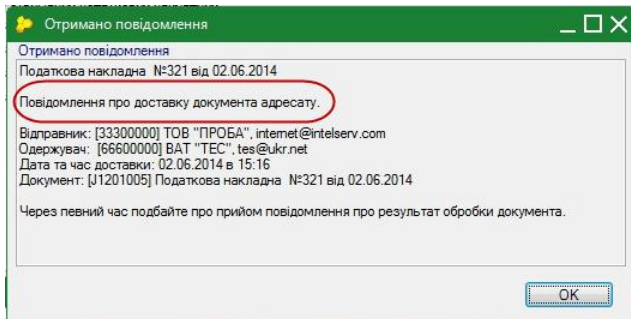 Отримано повідомлення
Отримано повідомлення
Податкова накладна №321 від 02.06.2014
Повідомлення про доставку документа адресату.
Відправник: [33300000] ТОВ "ПРОБА", internet@intelserv.com
Одержувач: [66600000] ВАТ "ТЕС", tes@ukr.net
Дата та час доставки: 02.06.2014 в 15:16
Документ: [J1201005] Податкова накладна №321 від 02.06.2014
Через певний час подбайте про прийом повідомлення про результат обробки документа.
OK